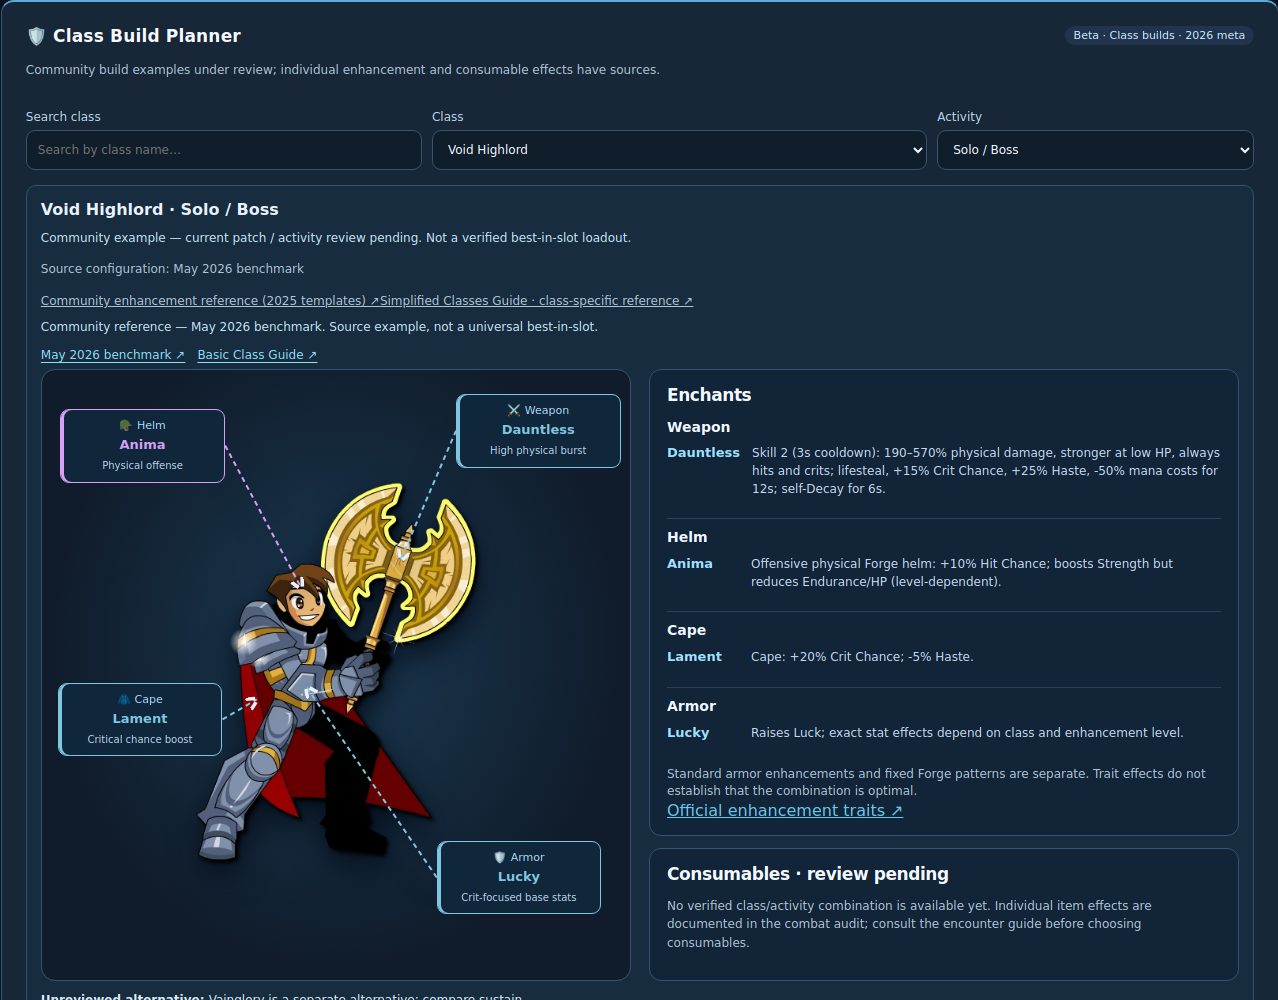 🛡️ Class Build Planner
Beta · Class builds · 2026 meta
Community build examples under review; individual enhancement and consumable effects have sources.
Search class
Class
Activity
Search by class name...
Void Highlord
Solo / Boss
Void Highlord · Solo / Boss
Community example — current patch / activity review pending. Not a verified best-in-slot loadout.
Source configuration: May 2026 benchmark
Community enhancement reference (2025 templates) ↗Simplified Classes Guide · class-specific reference ↗
Community reference — May 2026 benchmark. Source example, not a universal best-in-slot.
May 2026 benchmark ↗ Basic Class Guide ↗
🪖 Helm
Anima
Physical offense
⚔️ Weapon
Dauntless
High physical burst
🧥 Cape
Lament
Critical chance boost
🛡️ Armor
Lucky
Crit-focused base stats
Enchants
Weapon
Dauntless Skill 2 (3s cooldown): 190–570% physical damage, stronger at low HP, always
hits and crits; lifesteal, +15% Crit Chance, +25% Haste, -50% mana costs for
12s; self-Decay for 6s.
Helm
Anima Offensive physical Forge helm: +10% Hit Chance; boosts Strength but
reduces Endurance/HP (level-dependent).
Cape
Lament Cape: +20% Crit Chance; -5% Haste.
Armor
Lucky Raises Luck; exact stat effects depend on class and enhancement level.
Standard armor enhancements and fixed Forge patterns are separate. Trait effects do not
establish that the combination is optimal.
Official enhancement traits ↗
Consumables · review pending
No verified class/activity combination is available yet. Individual item effects are
documented in the combat audit; consult the encounter guide before choosing
consumables.
Unreviewed alternative: Vainglory is a separate alternative; compare sustain